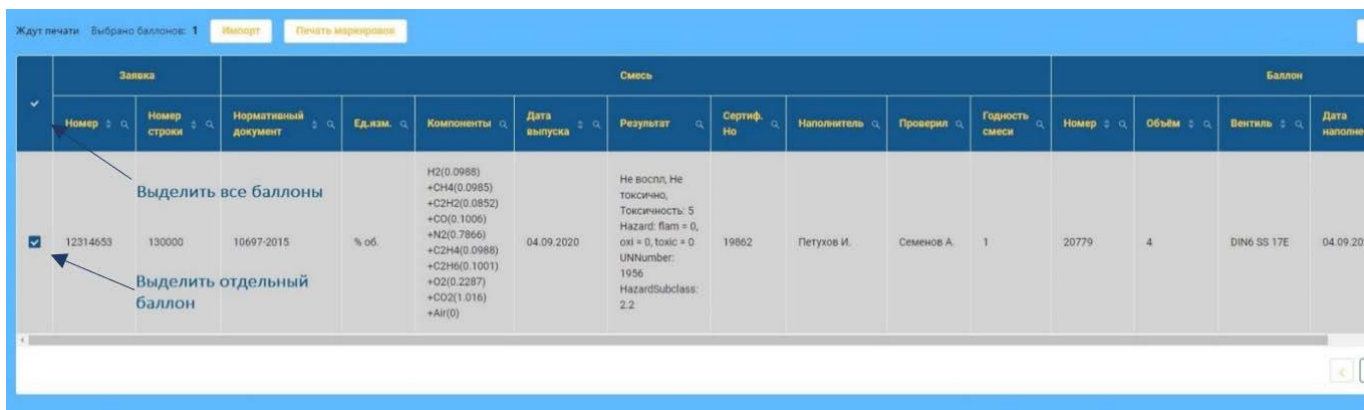 Ждут печати Выбрано баллонов: 1 Импорт Печать маркировок
Заявка Смесь Баллон
Номер Номер строки Нормативный документ Ед.изм. Компоненты Дата выпуска Результат Сертиф. No Наполнитель Проверил Годность смеси Номер Объём Вентиль Дата
Выделить все баллоны
12314653 130000 10697-2015 % об.
H2(0.0988)
+CH4(0.0985)
+C2H2(0.0852)
+CO(0.1006)
+N2(0.7866)
+C2H4(0.0988)
+C2H6(0.1001)
+O2(0.2287)
+CO2(1.016)
+Air(0)
04.09.2020
Не воспл, Не
токсично,
Токсичность: 5
Hazard: flam = 0,
oxi = 0, toxic = 0
UNNumber:
1956
HazardSubclass:
2.2
19862 Петухов И. Семенов А. 1 20779 4 DIN6 SS 17E
Выделить отдельный
баллон